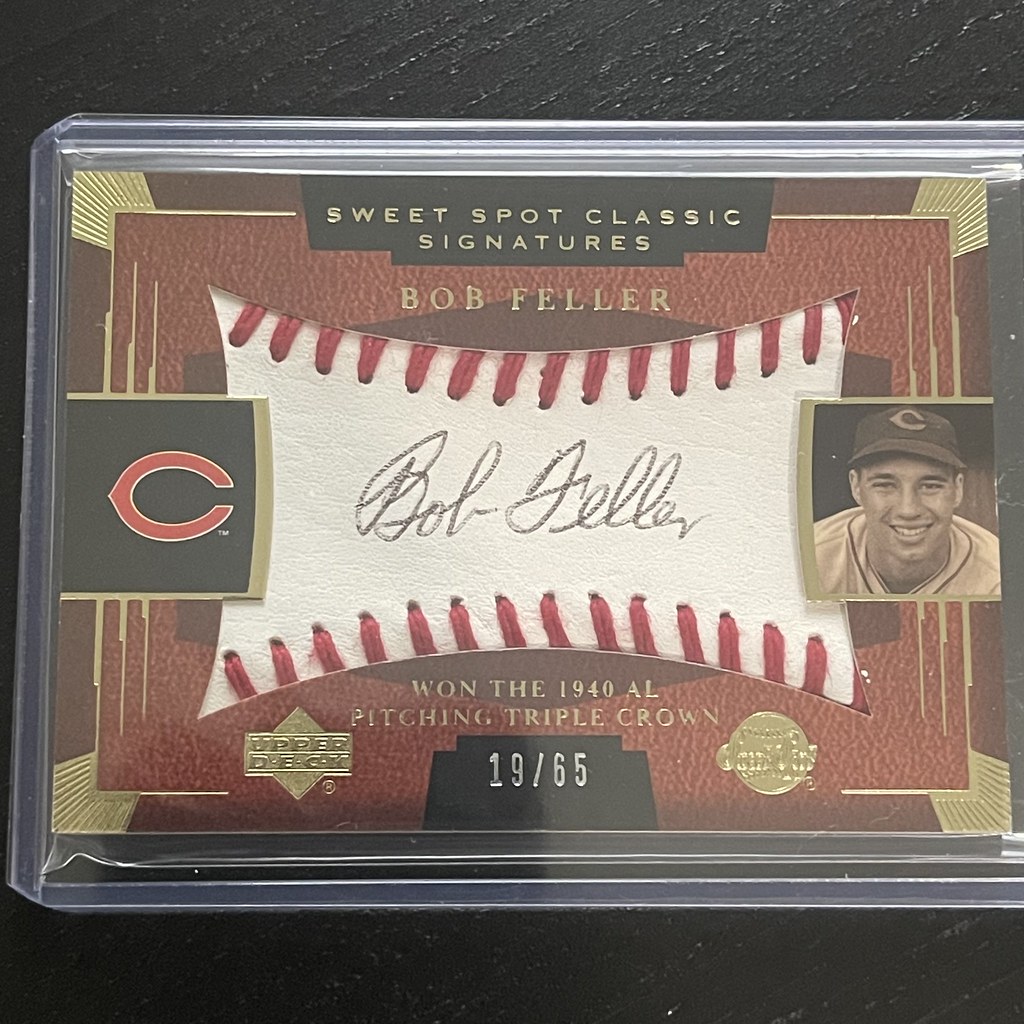 SWEET SPOT CLASSIC
SIGNATURES
BOB FELLER
C
TM
C
Bob Feller
WON THE 1940 AL
PITCHING TRIPLE CROWN
UPPER
DECK
®
19/65
®